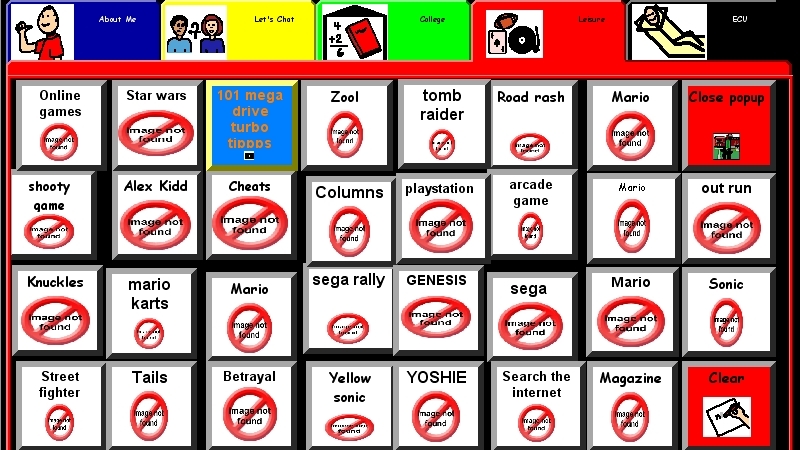 About Me
Let's Chat
4
+2
6
College
Leisure
ECU
Online
games
Image not
found
Star wars
Image not
found
101 mega
drive
turbo
tippps
Zool
Image not
found
tomb
raider
Road rash
Image not
found
Mario
Image not
found
Close popup
shooty
game
Image not
found
Alex Kidd
Image not
found
Cheats
Image not
found
Columns
Image not
found
playstation
Image not
found
arcade
game
Mario
Image not
found
out run
Image not
found
Knuckles
Image not
found
mario
karts
Image not
found
Mario
Image not
found
sega rally
Image not
found
GENESIS
Image not
found
sega
Image not
found
Mario
Image not
found
Sonic
Image not
found
Street
fighter
Image not
found
Tails
Image not
found
Betrayal
Image not
found
Yellow
sonic
Image not
found
YOSHIE
Image not
found
Search the
internet
Image not
found
Magazine
Image not
found
Clear